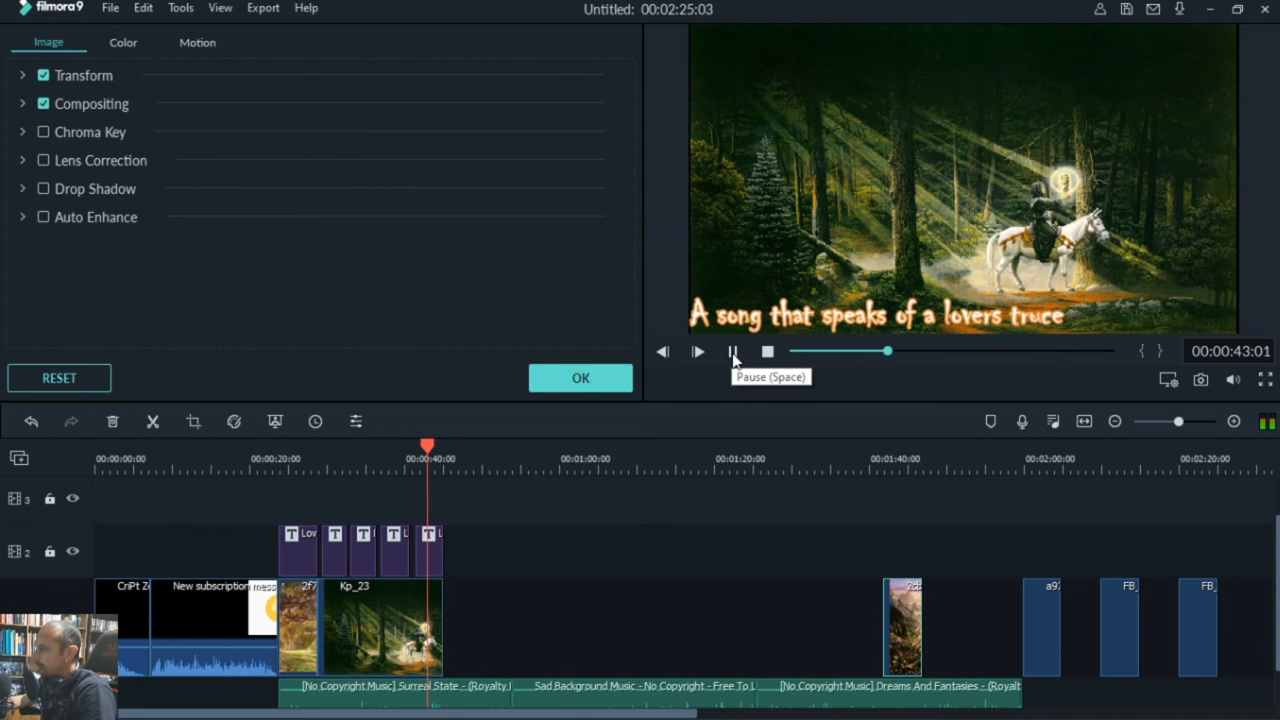 filmora9 File Edit Tools View Export Help Untitled: 00:02:25:03
Image Color Motion
Transform
Compositing
Chroma Key
Lens Correction
Drop Shadow
Auto Enhance
RESET OK
A song that speaks of a lovers truce
00:00:43:01
Pause (Space)
00:00:00:00 00:00:20:00 00:00:40:00 00:01:00:00 00:01:20:00 00:01:40:00 00:02:00:00 00:02:20:00
3
2
T Lov T T T L T L
CriPt Z New subscription mess 2f7 Kp_23 a92 FB_ FB_
[No Copyright Music] Surreal State - (Royalty Sad Background Music - No Copyright - Free To [No Copyright Music] Dreams And Fantasies - (Royalt